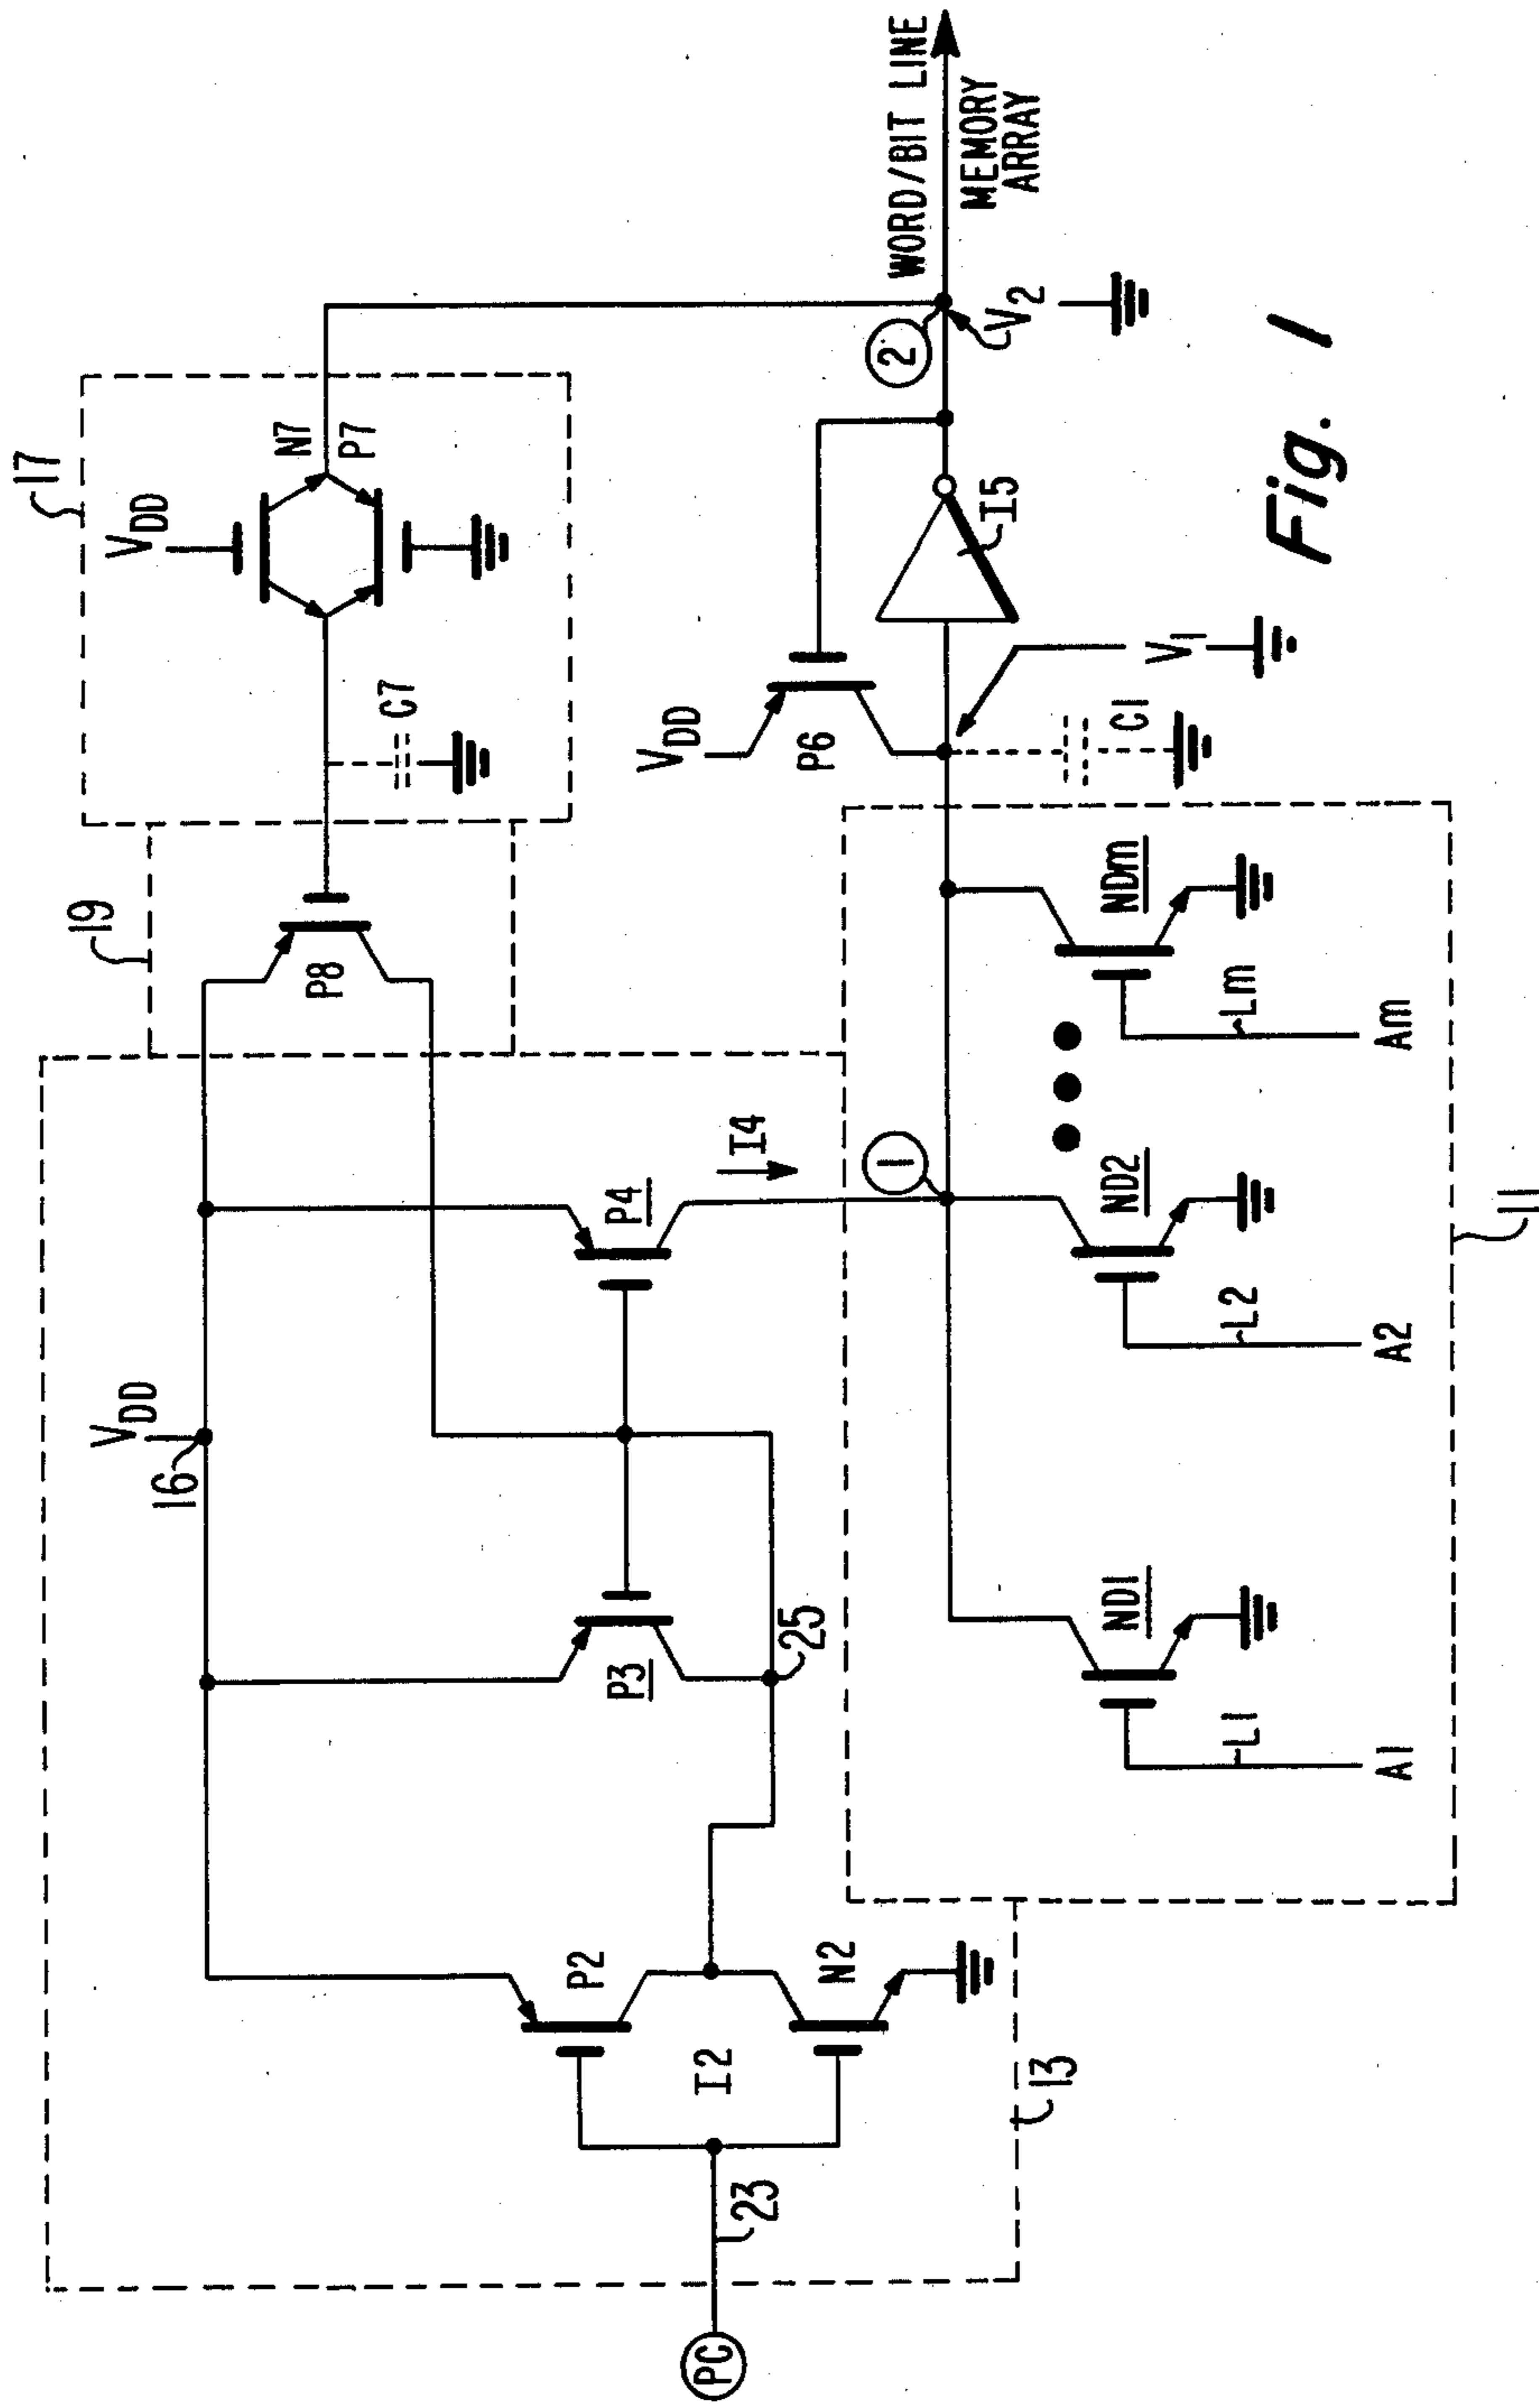 17
VDD
N7
P7
C7
19
P8
VDD
16
P3
P4
I4
25
P2
I2
N2
PC
23
13
VDD
P6
I5
2
V2
WORD/BIT LINE
MEMORY
ARRAY
V1
C1
1
ND1
ND2
NDm
L1
L2
Lm
A1
A2
Am
11
Fig. 1